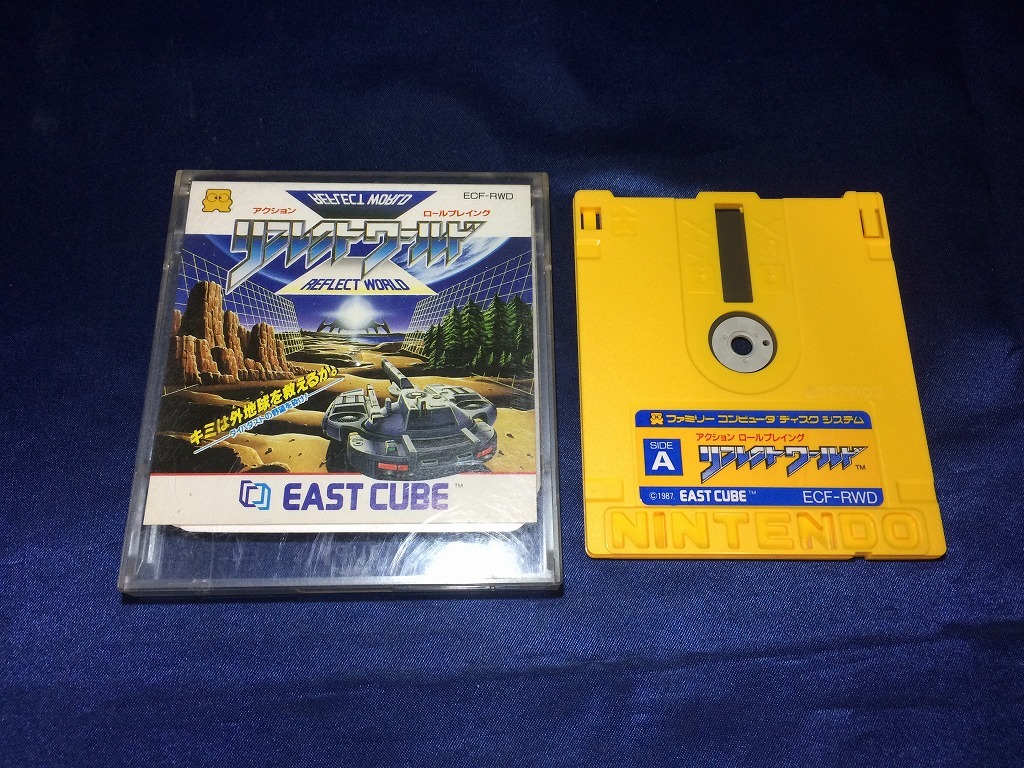 REFLECT WORLD
ECF-RWD
アクション ロールプレイング
リフレクトワールド
REFLECT WORLD
キミは外地球を救えるか。
EAST CUBE™
ファミリー コンピュータ ディスク システム
SIDE
A
アクション ロールプレイング
リフレクトワールド™
©1987. EAST CUBE™
ECF-RWD
NINTENDO